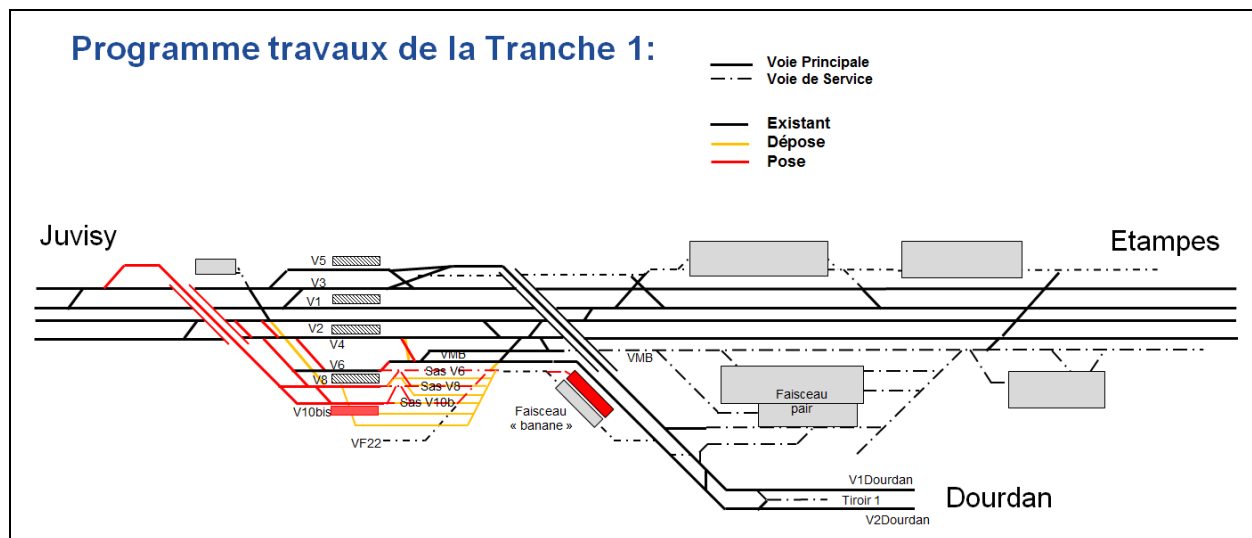 Programme travaux de la Tranche 1:
Voie Principale
Voie de Service
Existant
Dépose
Pose
Juvisy
Etampes
V5
V3
V1
V2
V4
VMB
VMB
V6
Sas V6
V8
Sas V8
Sas V10b
V10bis
Faisceau
« banane »
Faisceau
pair
VF22
V1Dourdan
Tiroir 1
Dourdan
V2Dourdan